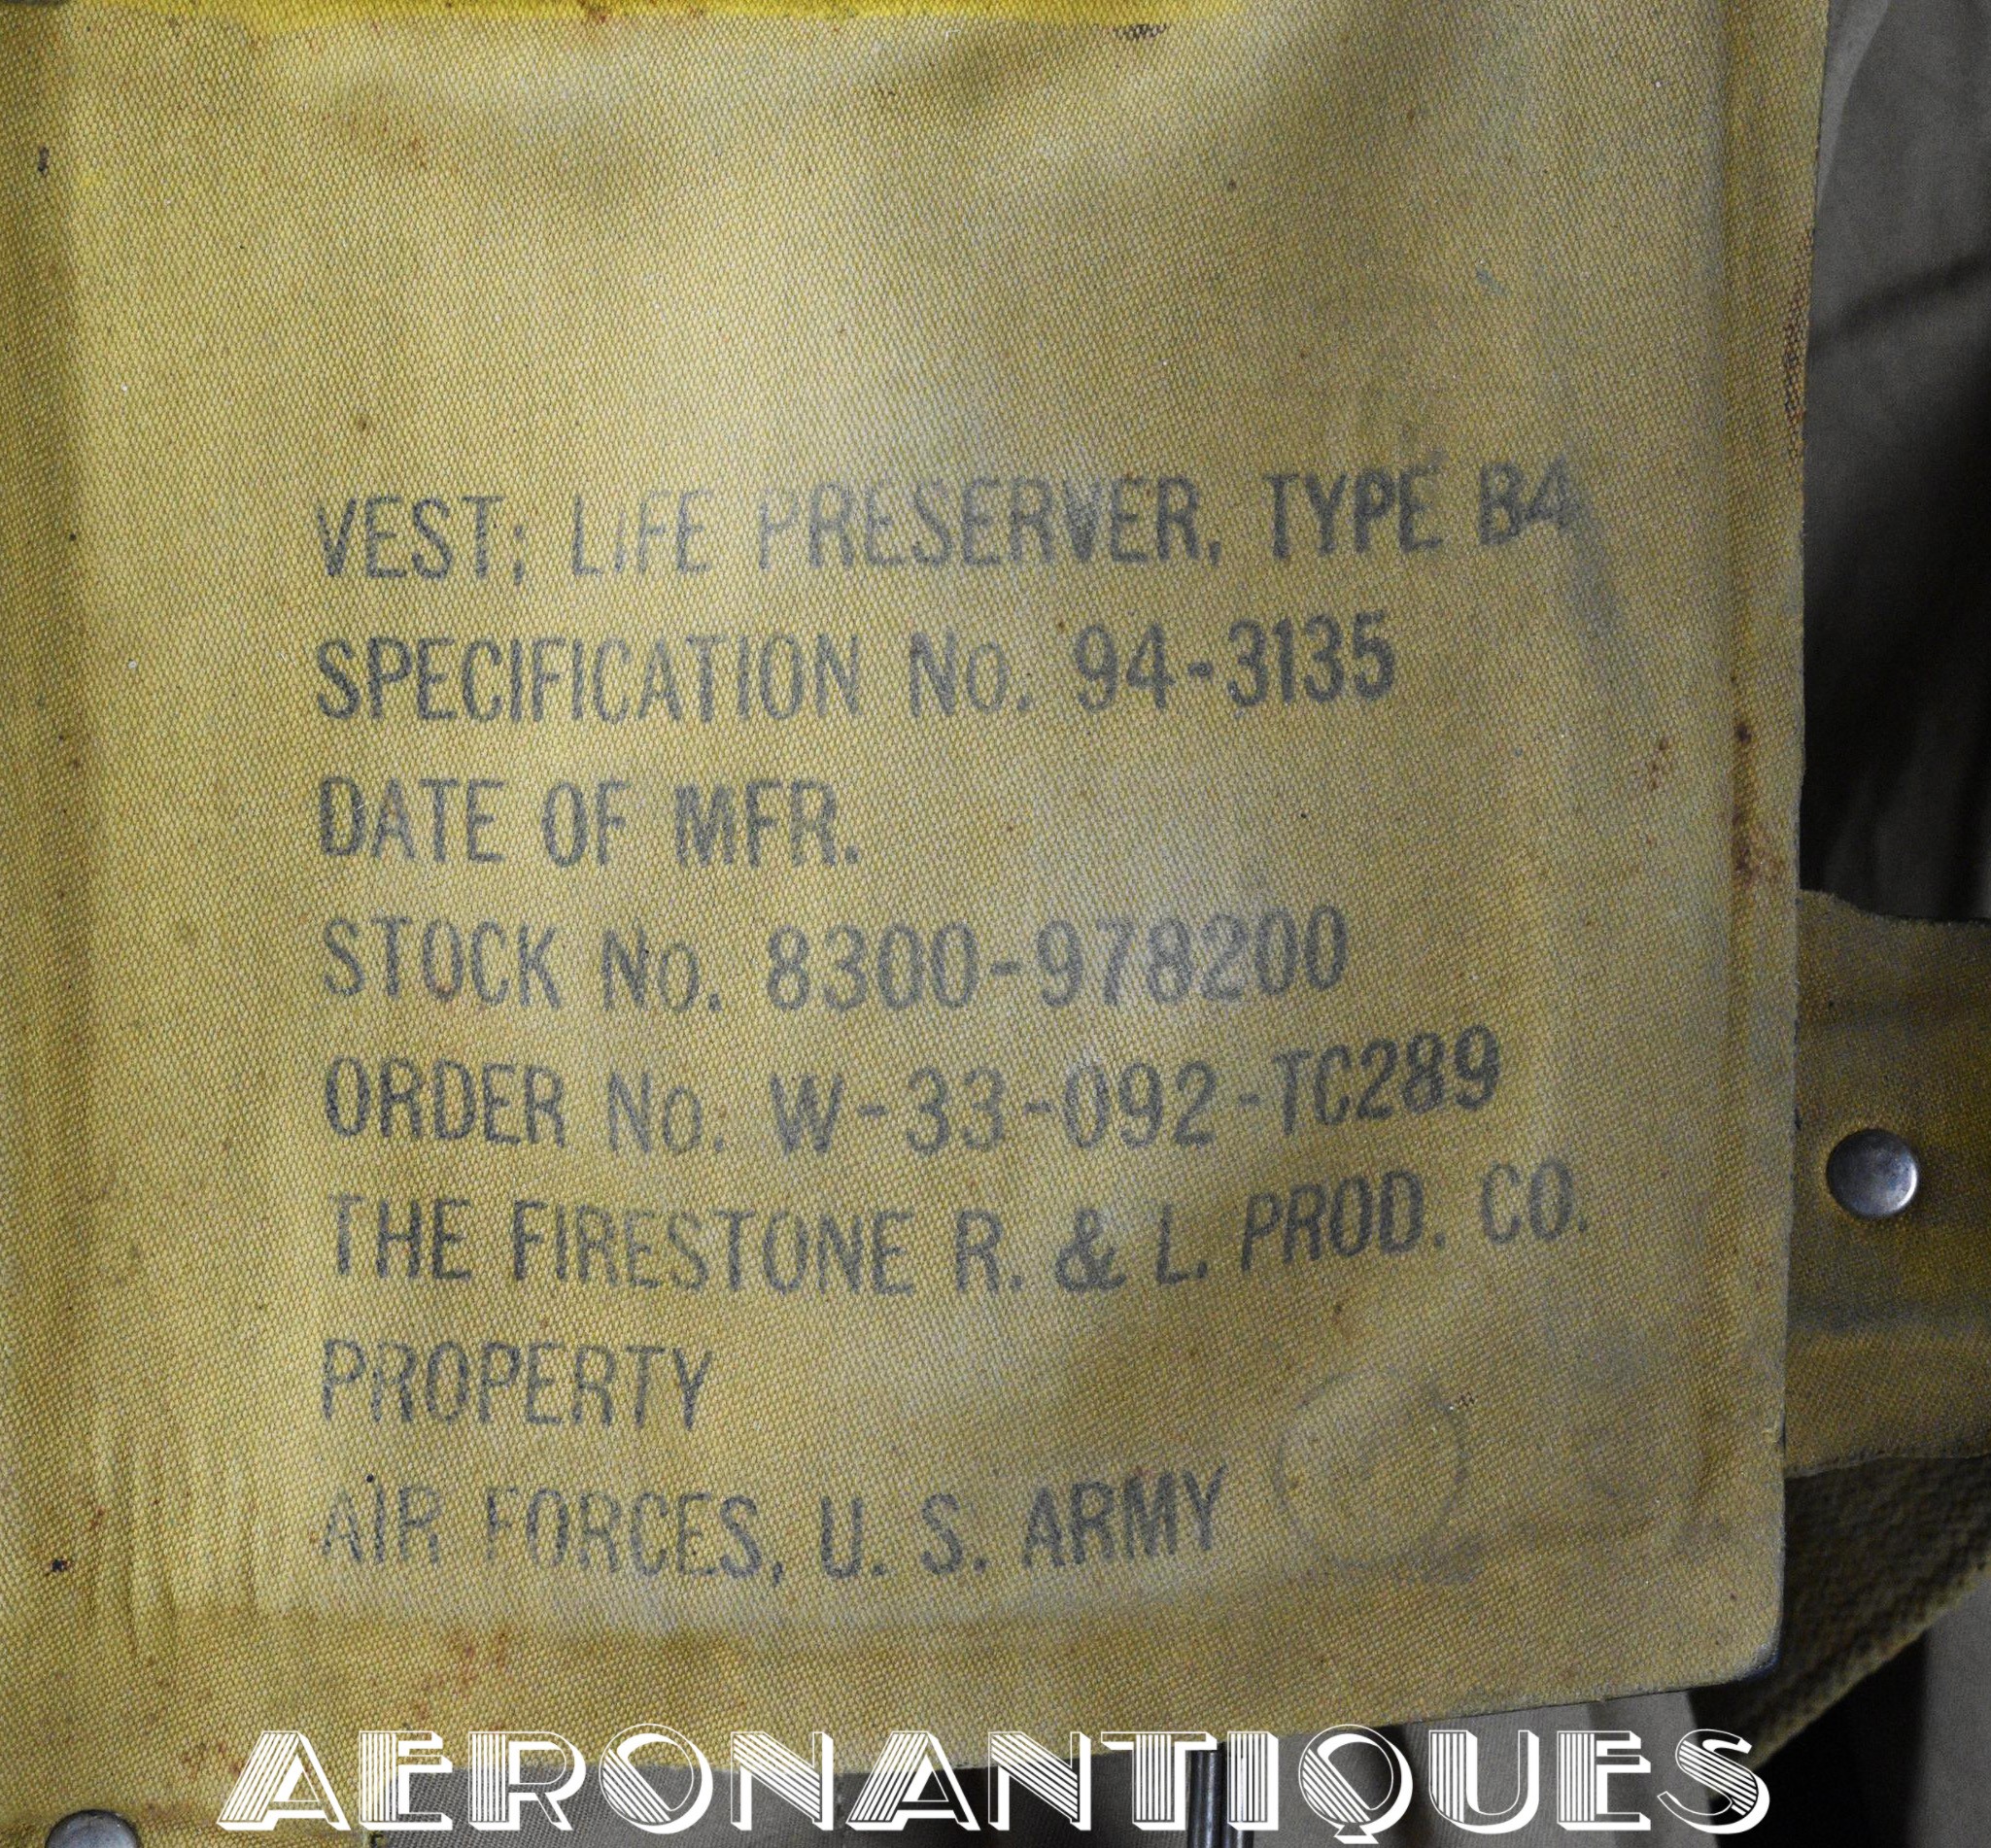 VEST; LIFE PRESERVER, TYPE B4
SPECIFICATION No. 94-3135
DATE OF MFR.
STOCK No. 8300-978200
ORDER No. W-33-092-TC289
THE FIRESTONE R. & L. PROD. CO.
PROPERTY
AIR FORCES, U. S. ARMY
AERONANTIQUES